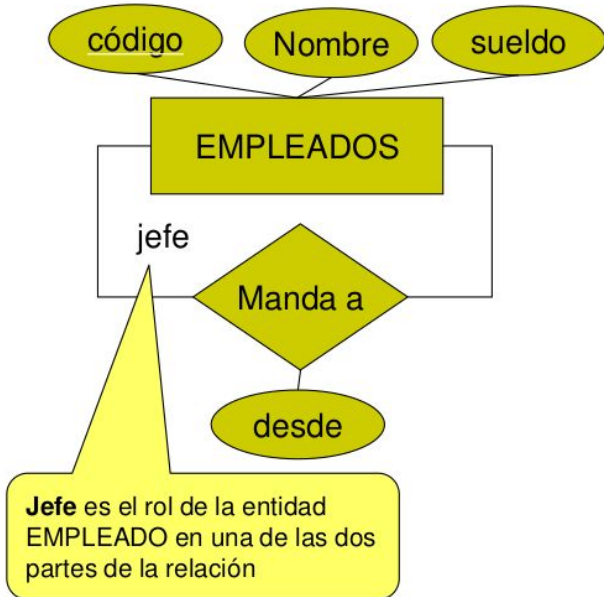 código
Nombre
sueldo
EMPLEADOS
jefe
Manda a
desde
Jefe es el rol de la entidad
EMPLEADO en una de las dos
partes de la relación